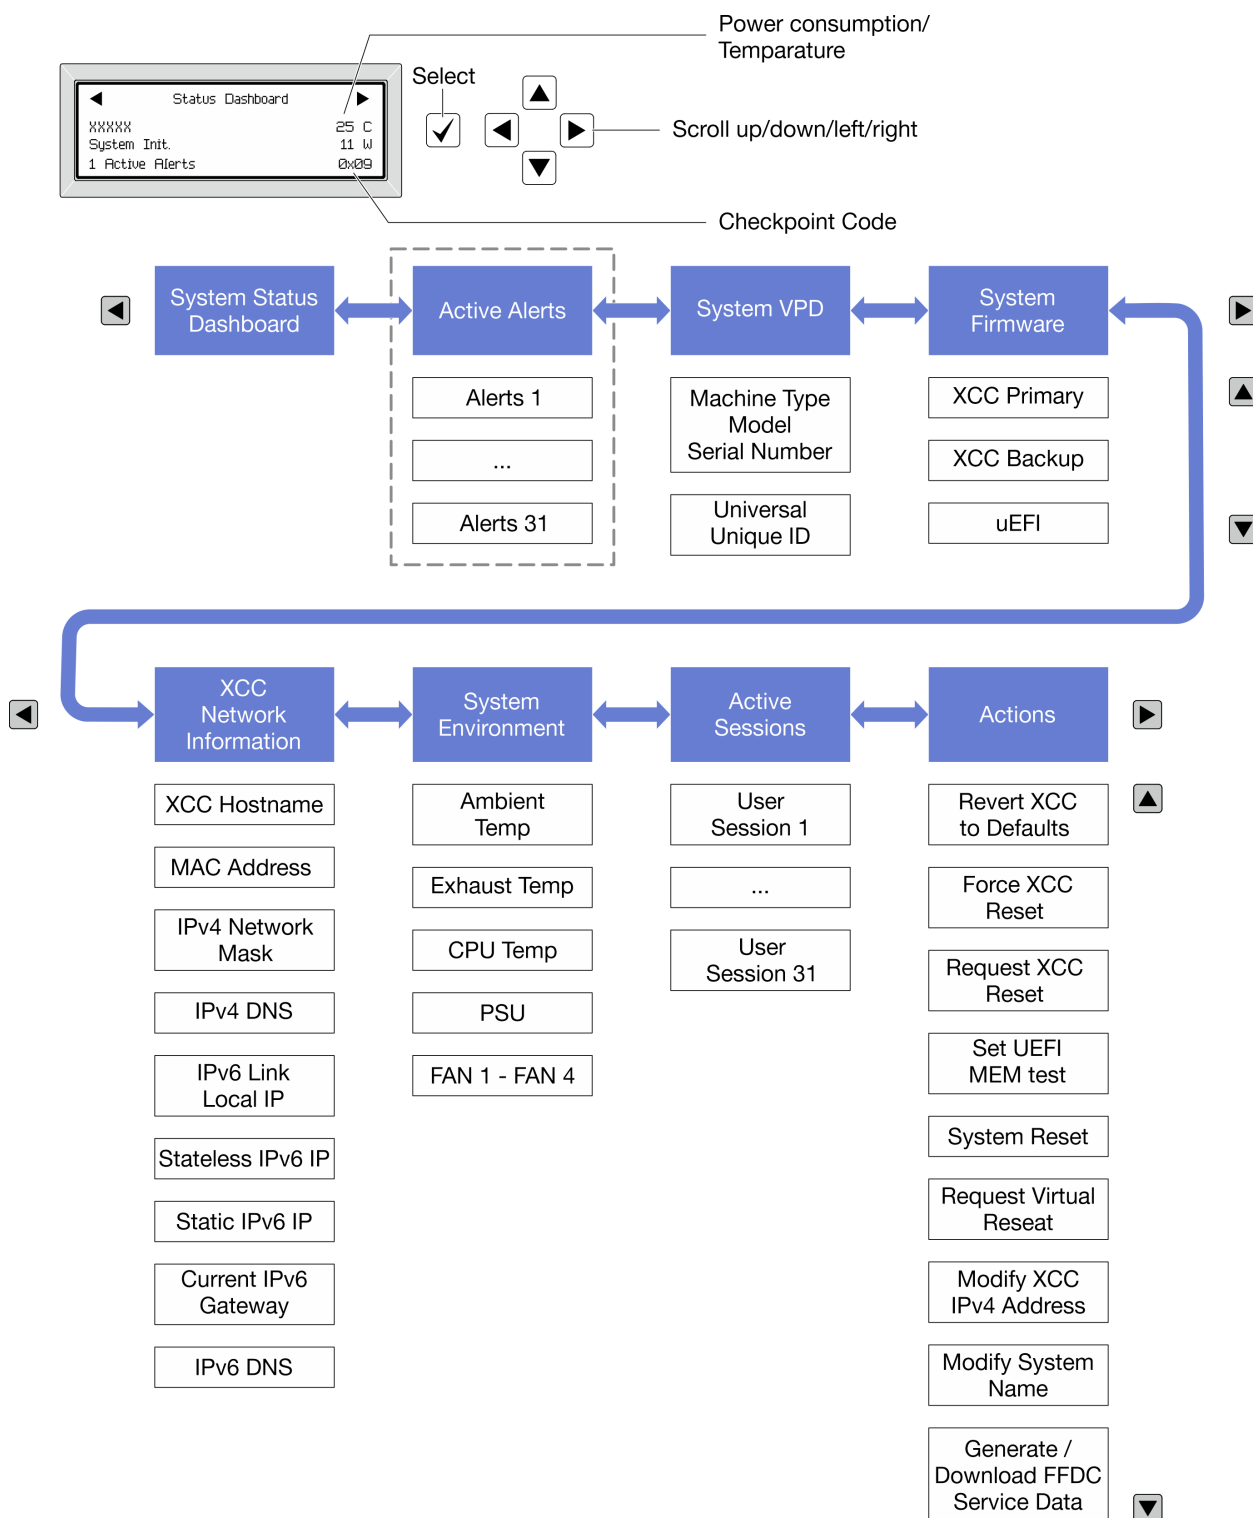 Power consumption/
Temparature
Select
Status Dashboard
XXXXX 25 C
System Init. 11 W
1 Active Alerts 0x09
Scroll up/down/left/right
Checkpoint Code
System Status
Dashboard
Active Alerts
System VPD
System
Firmware
Alerts 1
...
Alerts 31
Machine Type
Model
Serial Number
Universal
Unique ID
XCC Primary
XCC Backup
uEFI
XCC
Network
Information
System
Environment
Active
Sessions
Actions
XCC Hostname
MAC Address
IPv4 Network
Mask
IPv4 DNS
IPv6 Link
Local IP
Stateless IPv6 IP
Static IPv6 IP
Current IPv6
Gateway
IPv6 DNS
Ambient
Temp
Exhaust Temp
CPU Temp
PSU
FAN 1 - FAN 4
User
Session 1
...
User
Session 31
Revert XCC
to Defaults
Force XCC
Reset
Request XCC
Reset
Set UEFI
MEM test
System Reset
Request Virtual
Reseat
Modify XCC
IPv4 Address
Modify System
Name
Generate /
Download FFDC
Service Data